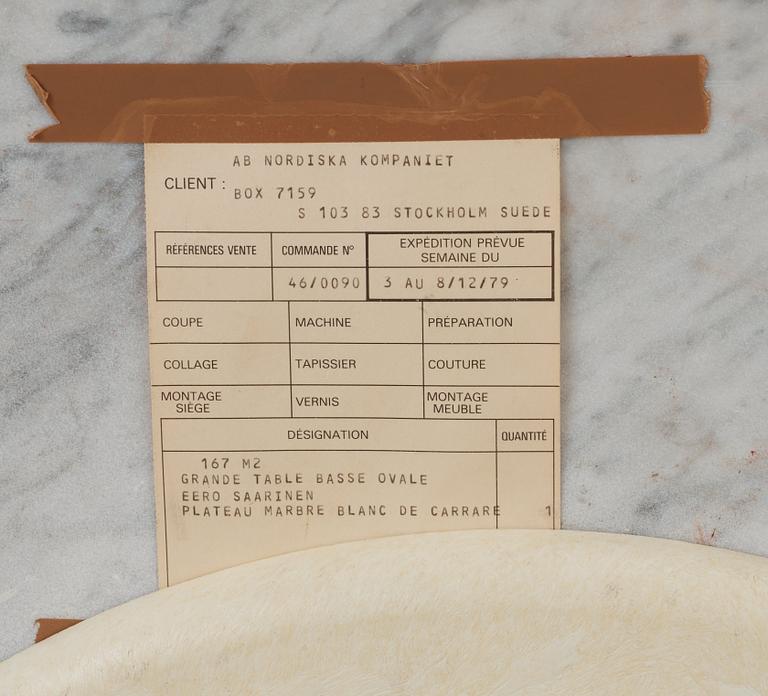 AB NORDISKA KOMPANIET
CLIENT : BOX 7159
S 103 83 STOCKHOLM SUEDE
RÉFÉRENCES VENTE COMMANDE N° EXPÉDITION PRÉVUE
SEMAINE DU
46/0090 3 AU 8/12/79
COUPE MACHINE PRÉPARATION
COLLAGE TAPISSIER COUTURE
MONTAGE SIÈGE VERNIS MONTAGE MEUBLE
DÉSIGNATION QUANTITÉ
167 M2
GRANDE TABLE BASSE OVALE
EERO SAARINEN
PLATEAU MARBRE BLANC DE CARRARE 1